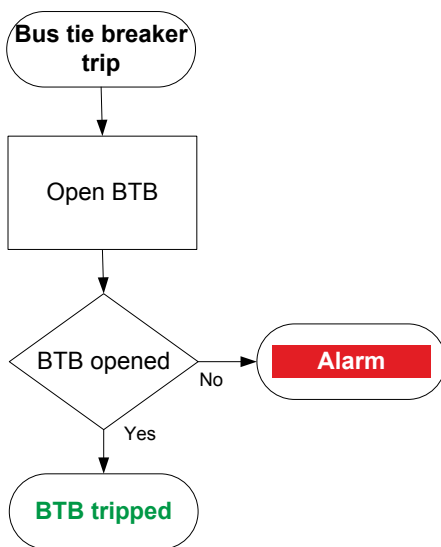 Bus tie breaker
trip
Open BTB
BTB opened
No
Alarm
Yes
BTB tripped